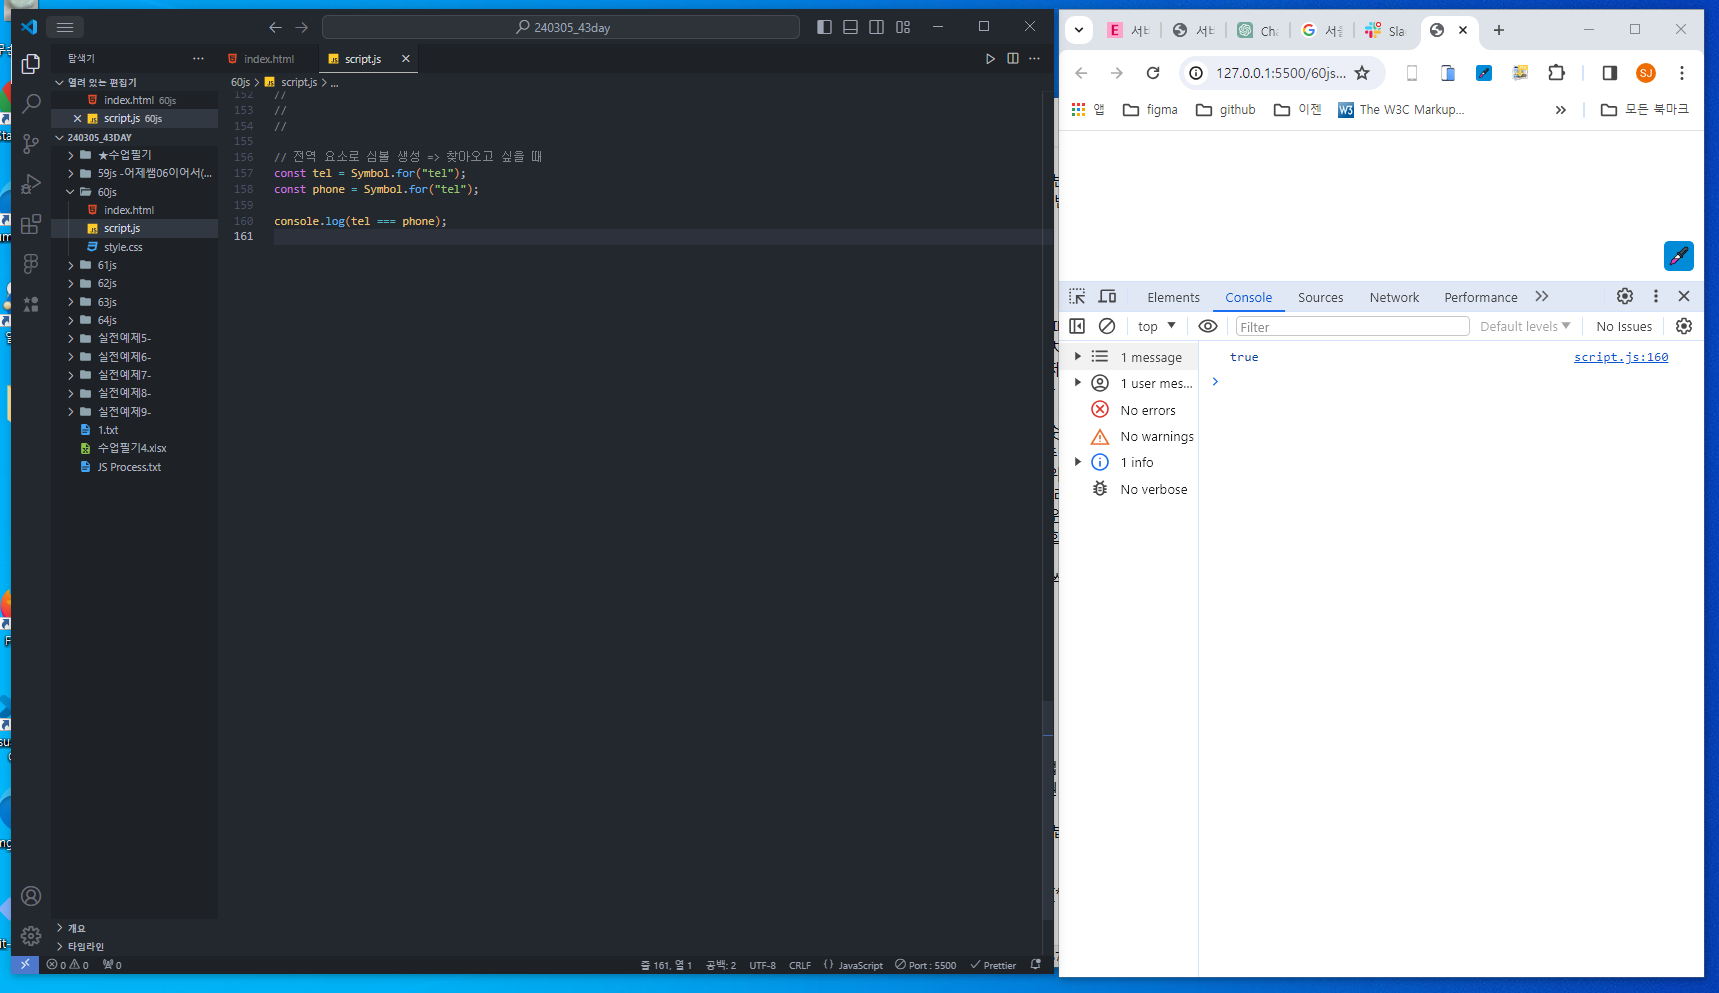 240305_43day
탐색기
index.html
script.js
60js > script.js > ...
열려 있는 편집기
index.html 60js
script.js 60js
240305_43DAY
★수업필기
59js -어제쌤06이어서(...
60js
index.html
script.js
style.css
61js
62js
63js
64js
실전예제5-
실전예제6-
실전예제7-
실전예제8-
실전예제9-
1.txt
수업필기4.xlsx
JS Process.txt
개요
타임라인
152 //
153 //
154 //
155
156 // 전역 요소로 심볼 생성 => 찾아오고 싶을 때
157 const tel = Symbol.for("tel");
158 const phone = Symbol.for("tel");
159
160 console.log(tel === phone);
161
0 0 0
줄 161, 열 1
공백: 2
UTF-8
CRLF
{} JavaScript
Port : 5500
Prettier
E
Cha
Sla
127.0.0.1:5500/60js...
SJ
앱
figma
github
이젠
W3 The W3C Markup...
»
모든 북마크
Elements
Console
Sources
Network
Performance
top
Filter
Default levels
No Issues
1 message
1 user mes...
No errors
No warnings
1 info
No verbose
true
script.js:160